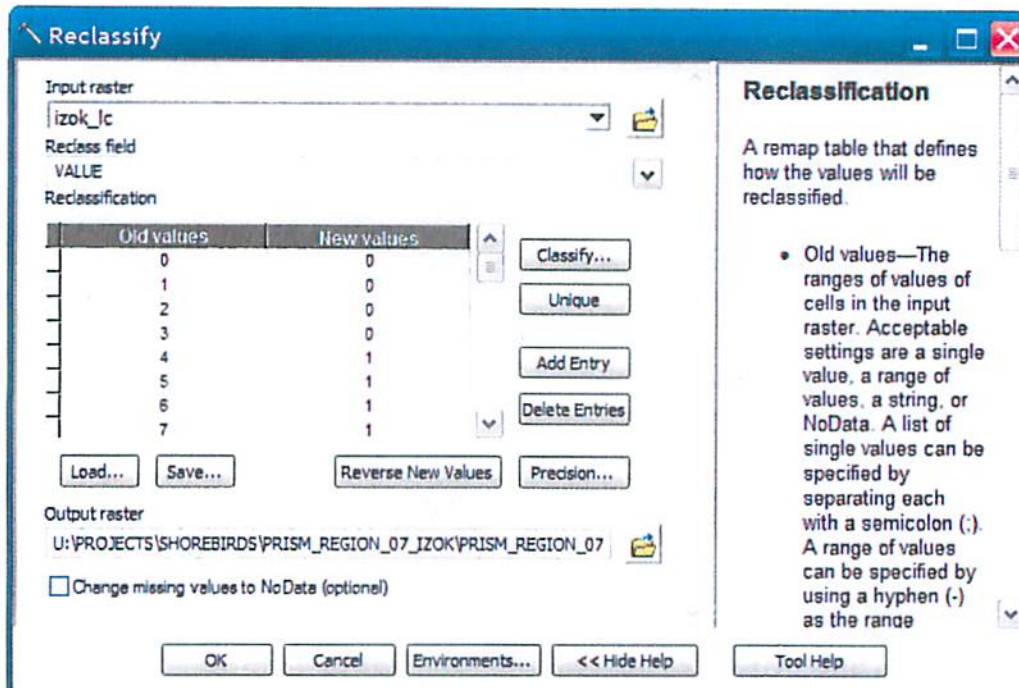 Reclassify
Input raster
izok_lc
Reclass field
VALUE
Reclassification
Old values New values
0 0
1 0
2 0
3 0
4 1
5 1
6 1
7 1
Classify...
Unique
Add Entry
Delete Entries
Load... Save... Reverse New Values Precision...
Output raster
U:\PROJECTS\SHOREBIRDS\PRISM_REGION_07_IZOK\PRISM_REGION_07
Change missing values to NoData (optional)
OK Cancel Environments... << Hide Help Tool Help
Reclassification
A remap table that defines
how the values will be
reclassified.
• Old values—The
ranges of values of
cells in the input
raster. Acceptable
settings are a single
value, a range of
values, a string, or
NoData. A list of
single values can be
specified by
separating each
with a semicolon (;).
A range of values
can be specified by
using a hyphen (-)
as the range